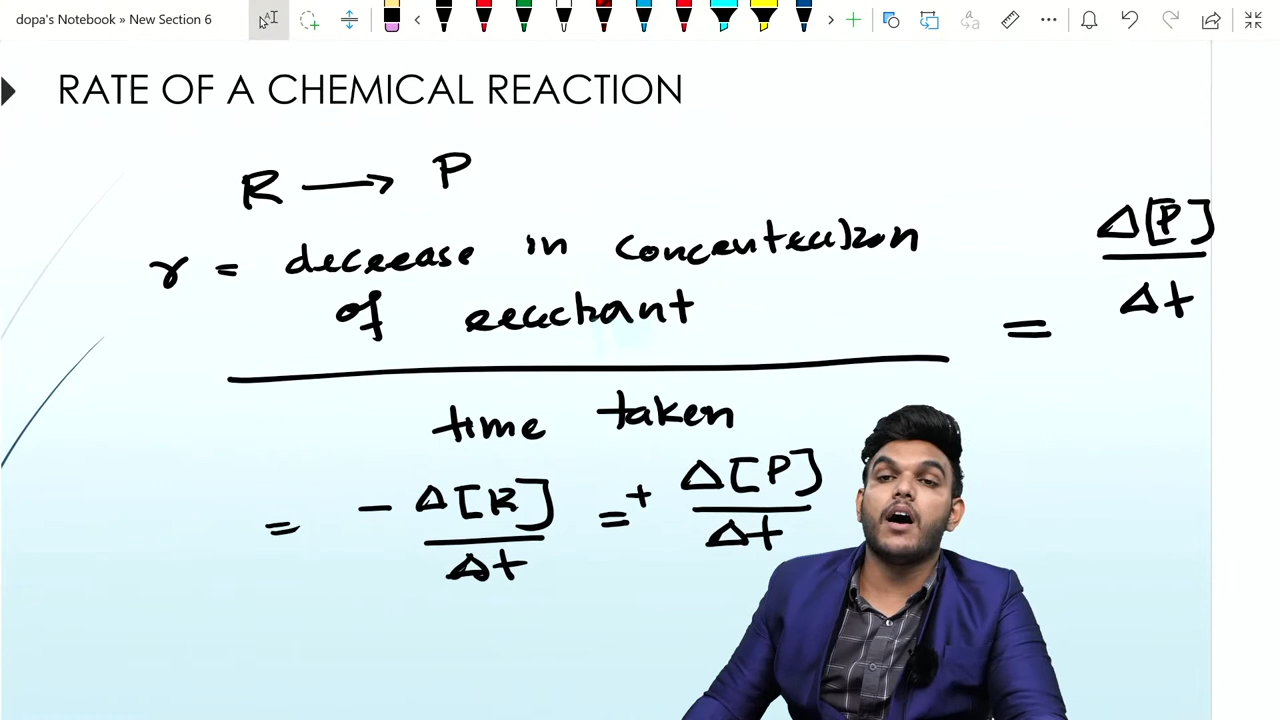 dopa's Notebook » New Section 6
RATE OF A CHEMICAL REACTION
R ⟶ P
r = decrease in concentration
of reactant
time taken
= Δ[P]
Δt
= - Δ[R] = + Δ[P]
Δt Δt